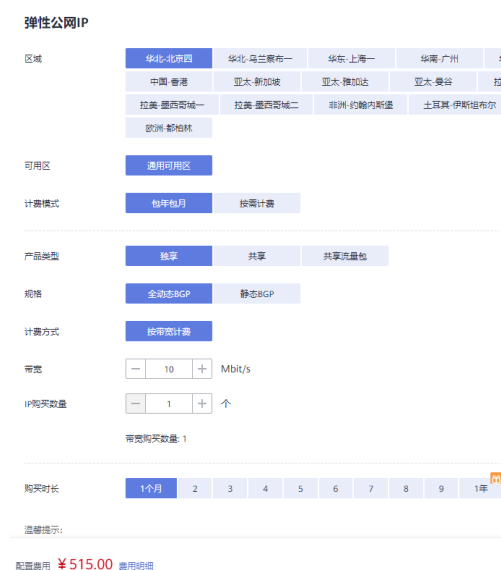 弹性公网IP
区域 华北-北京四 华北-乌兰察布一 华东-上海一 华南-广州
中国-香港 亚太-新加坡 亚太-雅加达 亚太-曼谷 拉
拉美-墨西哥城一 拉美-墨西哥城二 非洲-约翰内斯堡 土耳其-伊斯坦布尔
欧洲-都柏林
可用区 通用可用区
计费模式 包年包月 按需计费
产品类型 独享 共享 共享流量包
规格 全动态BGP 静态BGP
计费方式 按带宽计费
带宽 － 10 ＋ Mbit/s
IP购买数量 － 1 ＋ 个
带宽购买数量: 1
购买时长 1个月 2 3 4 5 6 7 8 9 1年
温馨提示:
配置费用 ¥515.00 费用明细